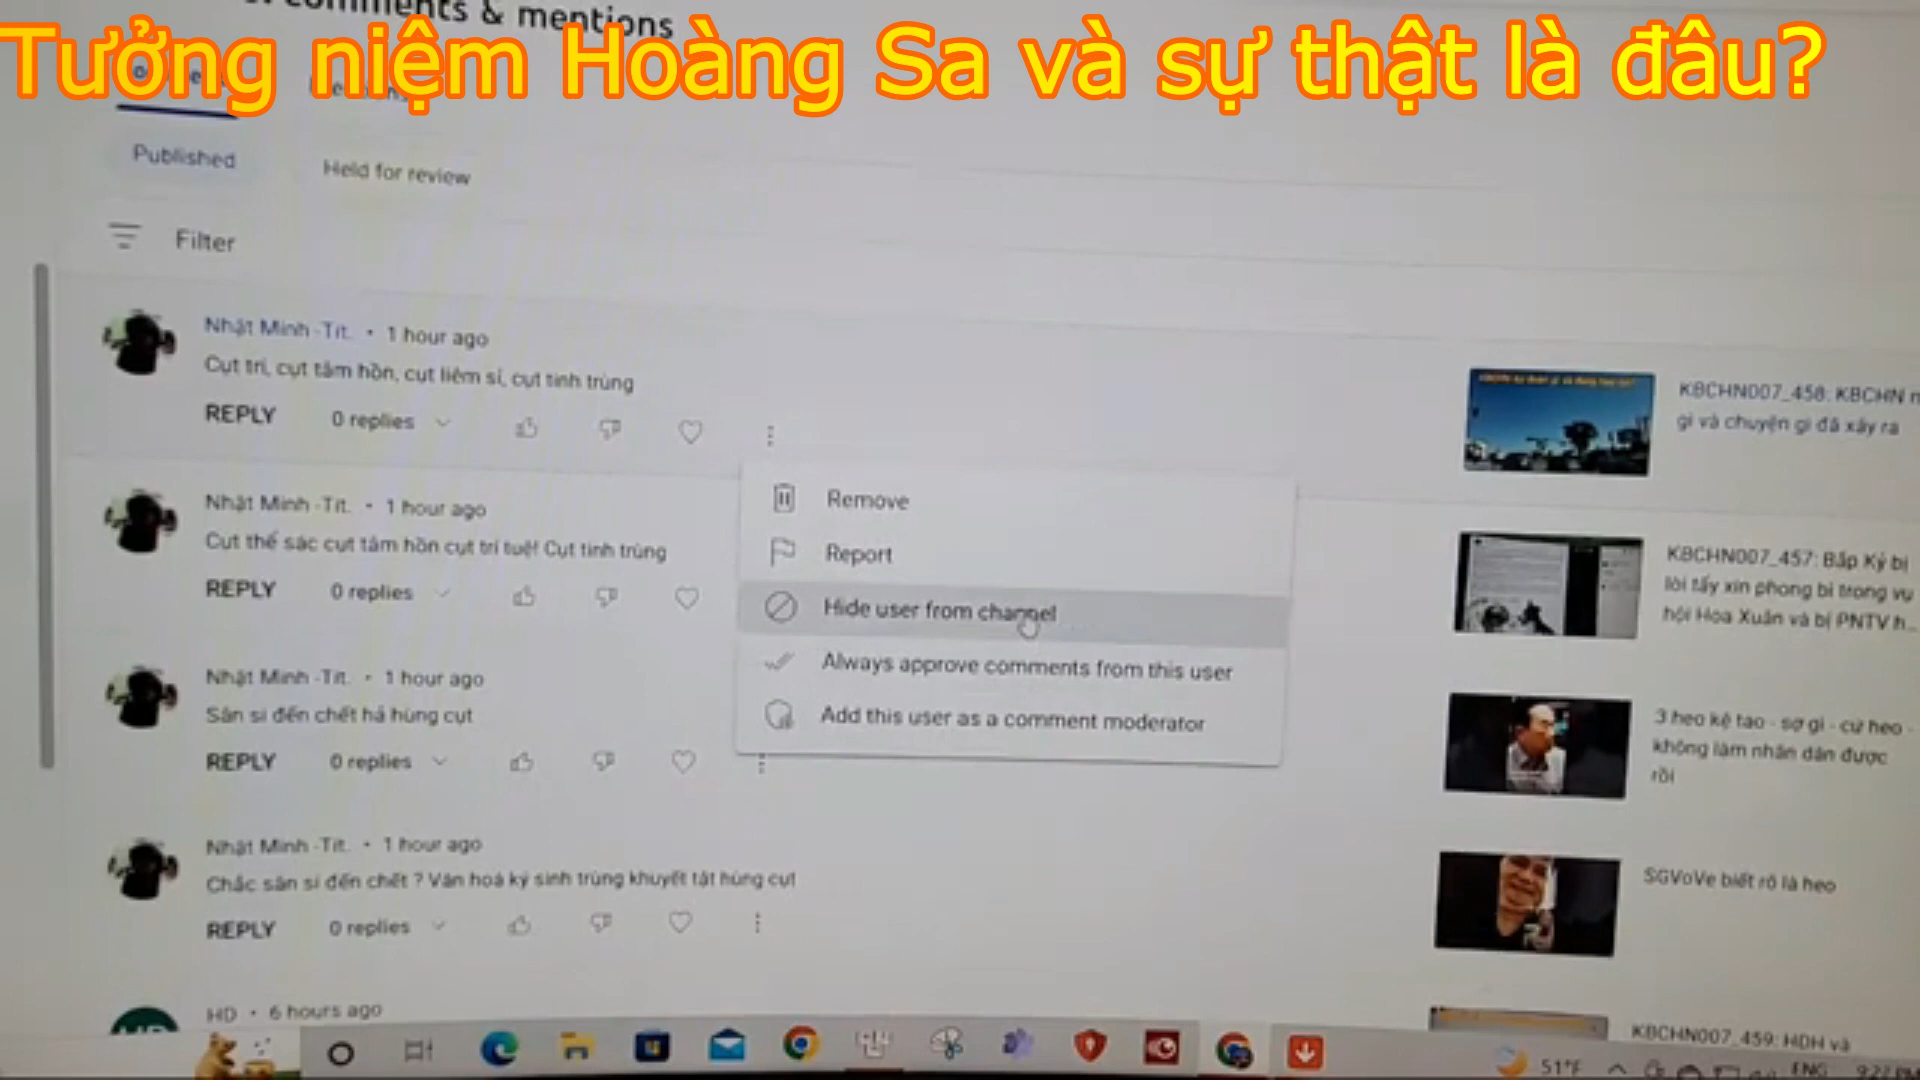 comments & mentions
Tưởng niệm Hoàng Sa và sự thật là đâu?
Published
Held for review
Filter
Nhật Minh -Tit. • 1 hour ago
Cụt trí, cụt tâm hồn, cụt liêm sỉ, cụt tinh trùng
REPLY 0 replies
KBCHN007_458: KBCHN
gì và chuyện gì đã xảy ra
Remove
Report
Hide user from channel
Always approve comments from this user
Add this user as a comment moderator
Nhật Minh -Tit. • 1 hour ago
Cụt thể xác cụt tâm hồn cụt trí tuệ! Cụt tinh trùng
REPLY 0 replies
KBCHN007_457: Bắp Kỷ bị
lòi tẩy xin phong bì trong vụ
hội Hoa Xuân và bị PNTV h...
Nhật Minh -Tit. • 1 hour ago
Sân si đến chết hả hùng cụt
REPLY 0 replies
3 heo kệ tao - sợ gì - cứ heo -
không làm nhân dân được
rồi
Nhật Minh -Tit. • 1 hour ago
Chắc sân si đến chết ? Văn hoá ký sinh trùng khuyết tật hùng cụt
REPLY 0 replies
SGVoVe biết rõ là heo
HD • 6 hours ago
KBCHN007_459: HDH và
51°F
ENG
9:27 PM